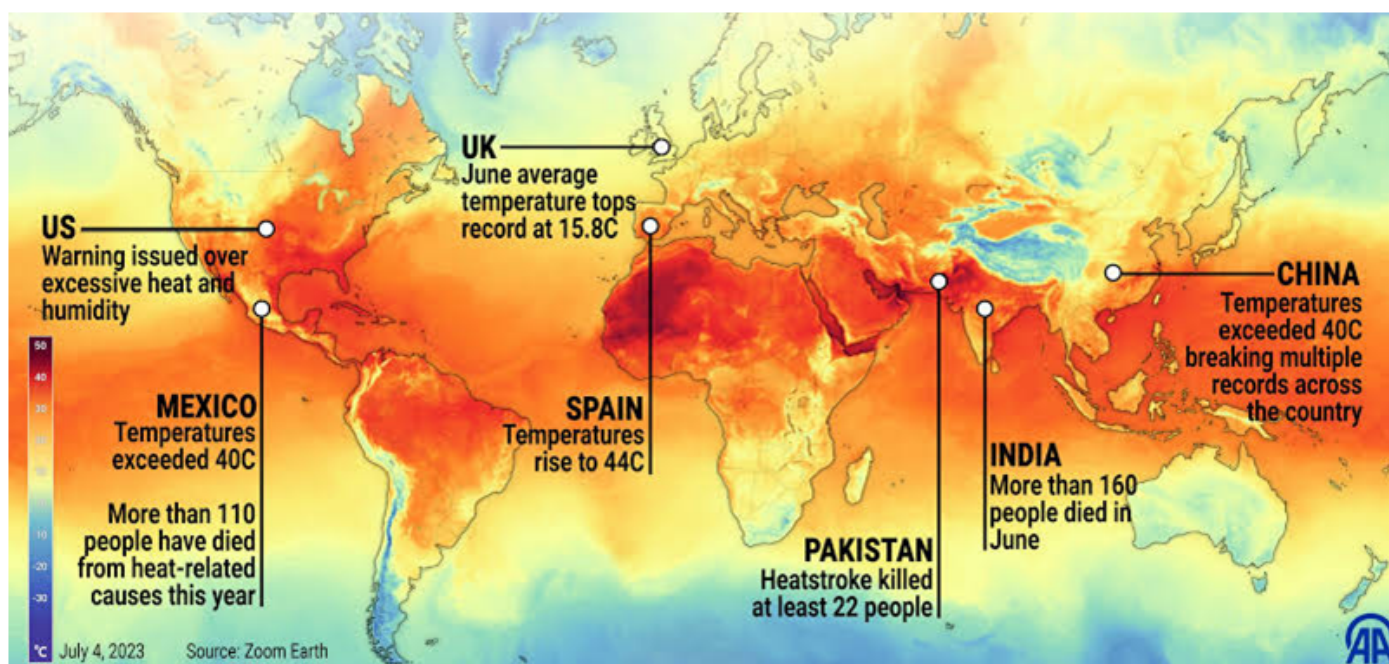 UK
June average
temperature tops
record at 15.8C
US
Warning issued over
excessive heat and
humidity
CHINA
Temperatures
exceeded 40C
breaking multiple
records across
the country
MEXICO
Temperatures
exceeded 40C
More than 110
people have died
from heat-related
causes this year
SPAIN
Temperatures
rise to 44C
INDIA
More than 160
people died in
June
PAKISTAN
Heatstroke killed
at least 22 people
50
40
30
20
10
0
-10
-20
-30
°C
July 4, 2023 Source: Zoom Earth
AA